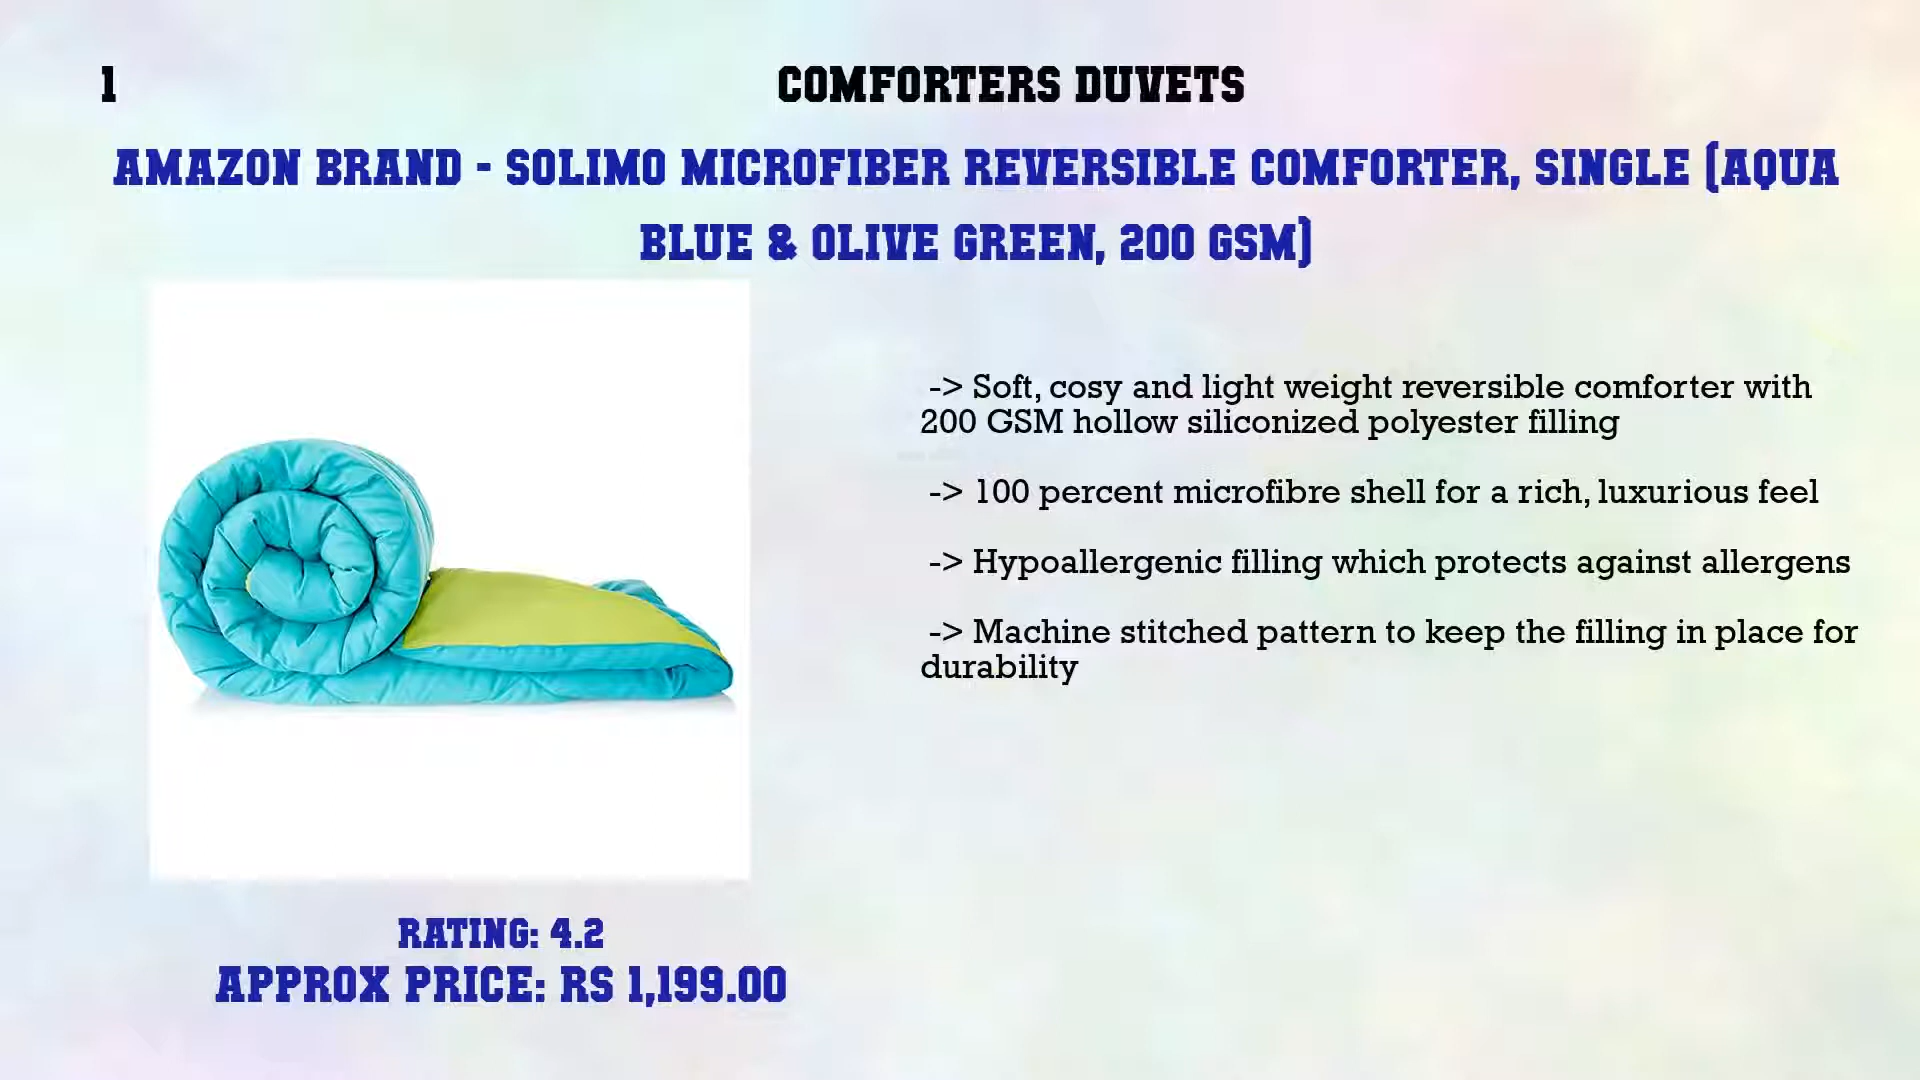 1
COMFORTERS DUVETS
AMAZON BRAND - SOLIMO MICROFIBER REVERSIBLE COMFORTER, SINGLE (AQUA
BLUE & OLIVE GREEN, 200 GSM)
-> Soft, cosy and light weight reversible comforter with
200 GSM hollow siliconized polyester filling
-> 100 percent microfibre shell for a rich, luxurious feel
-> Hypoallergenic filling which protects against allergens
-> Machine stitched pattern to keep the filling in place for
durability
RATING: 4.2
APPROX PRICE: RS 1,199.00